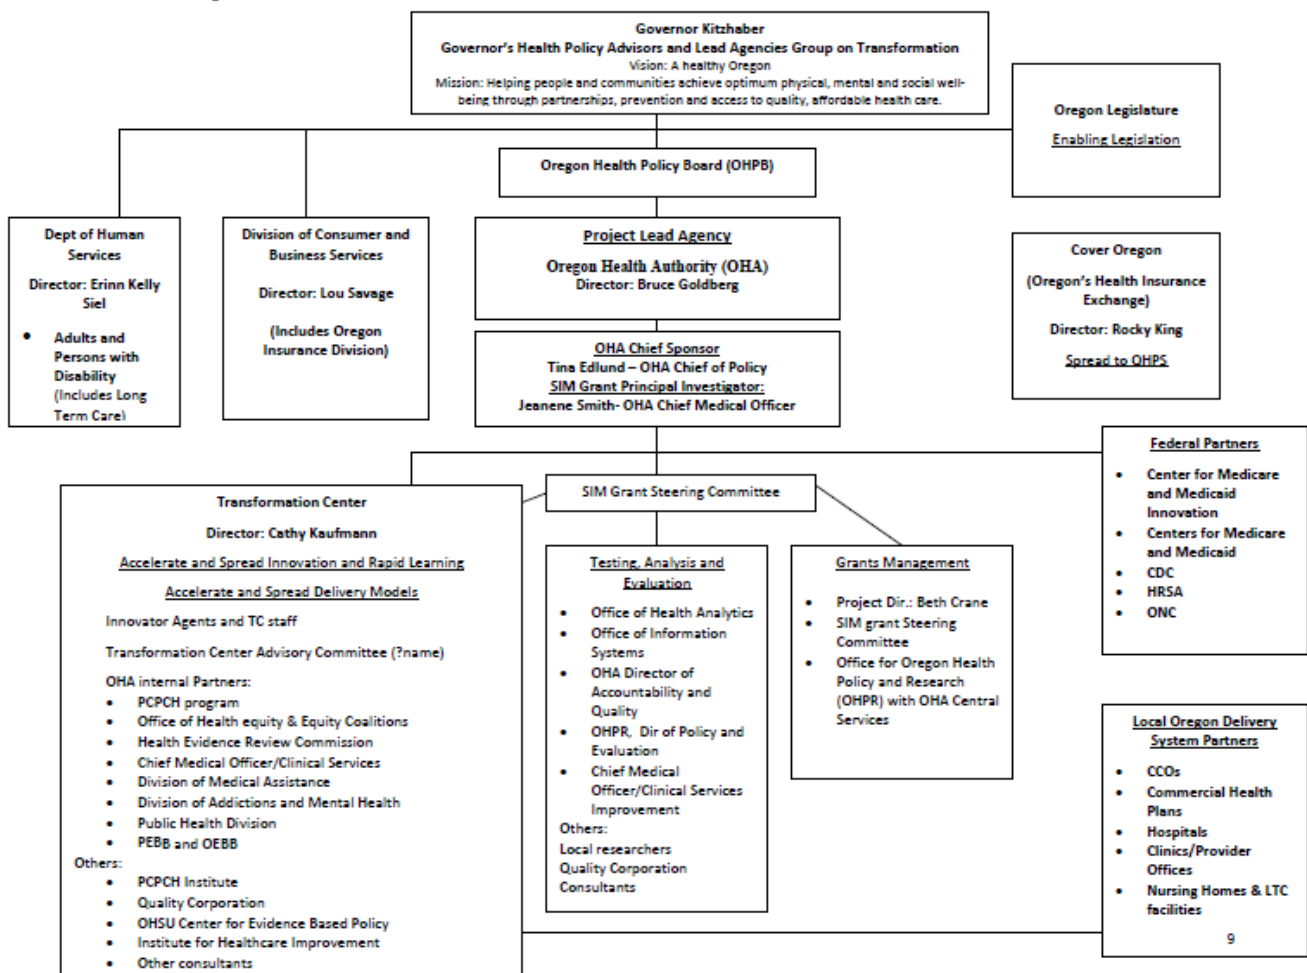 Governor Kitzhaber
Governor's Health Policy Advisors and Lead Agencies Group on Transformation
Vision: A healthy Oregon
Mission: Helping people and communities achieve optimum physical, mental and social well-
being through partnerships, prevention and access to quality, affordable health care.
Oregon Legislature
Enabling Legislation
Oregon Health Policy Board (OHPB)
Dept of Human
Services
Director: Erinn Kelly
Siel
• Adults and
Persons with
Disability
(Includes Long
Term Care)
Division of Consumer and
Business Services
Director: Lou Savage
(Includes Oregon
Insurance Division)
Project Lead Agency
Oregon Health Authority (OHA)
Director: Bruce Goldberg
Cover Oregon
(Oregon's Health Insurance
Exchange)
Director: Rocky King
Spread to QHPS
OHA Chief Sponsor
Tina Edlund – OHA Chief of Policy
SIM Grant Principal Investigator:
Jeanene Smith- OHA Chief Medical Officer
Federal Partners
• Center for Medicare
and Medicaid
Innovation
• Centers for Medicare
and Medicaid
• CDC
• HRSA
• ONC
SIM Grant Steering Committee
Transformation Center
Director: Cathy Kaufmann
Accelerate and Spread Innovation and Rapid Learning
Accelerate and Spread Delivery Models
Innovator Agents and TC staff
Transformation Center Advisory Committee (?name)
OHA internal Partners:
• PCPCH program
• Office of Health equity & Equity Coalitions
• Health Evidence Review Commission
• Chief Medical Officer/Clinical Services
• Division of Medical Assistance
• Division of Addictions and Mental Health
• Public Health Division
• PEBB and OEBB
Others:
• PCPCH Institute
• Quality Corporation
• OHSU Center for Evidence Based Policy
• Institute for Healthcare Improvement
• Other consultants
Testing, Analysis and
Evaluation
• Office of Health Analytics
• Office of Information
Systems
• OHA Director of
Accountability and
Quality
• OHPR, Dir of Policy and
Evaluation
• Chief Medical
Officer/Clinical Services
Improvement
Others:
Local researchers
Quality Corporation
Consultants
Grants Management
• Project Dir.: Beth Crane
• SIM grant Steering
Committee
• Office for Oregon Health
Policy and Research
(OHPR) with OHA Central
Services
Local Oregon Delivery
System Partners
• CCOs
• Commercial Health
Plans
• Hospitals
• Clinics/Provider
Offices
• Nursing Homes & LTC
facilities
9